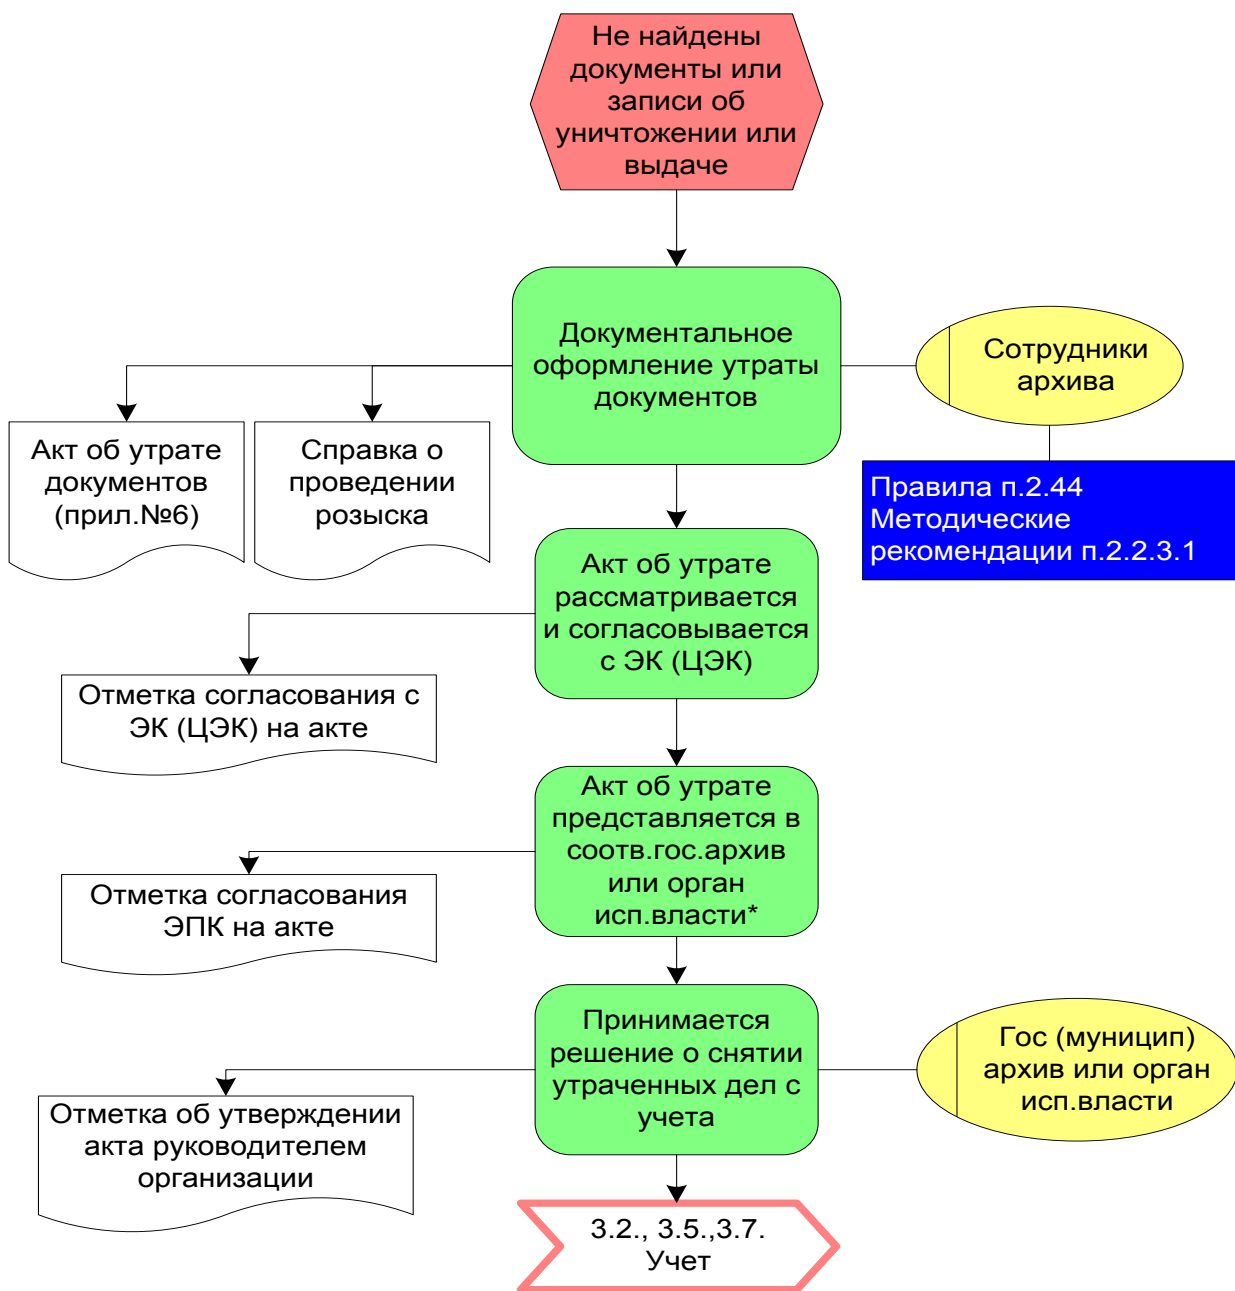 Не найдены
документы или
записи об
уничтожении или
выдаче
Документальное
оформление утраты
документов
Сотрудники
архива
Акт об утрате
документов
(прил.№6)
Справка о
проведении
розыска
Правила п.2.44
Методические
рекомендации п.2.2.3.1
Акт об утрате
рассматривается
и согласовывается
с ЭК (ЦЭК)
Отметка согласования с
ЭК (ЦЭК) на акте
Акт об утрате
представляется в
соотв.гос.архив
или орган
исп.власти*
Отметка согласования
ЭПК на акте
Принимается
решение о снятии
утраченных дел с
учета
Гос (муницип)
архив или орган
исп.власти
Отметка об утверждении
акта руководителем
организации
3.2., 3.5.,3.7.
Учет